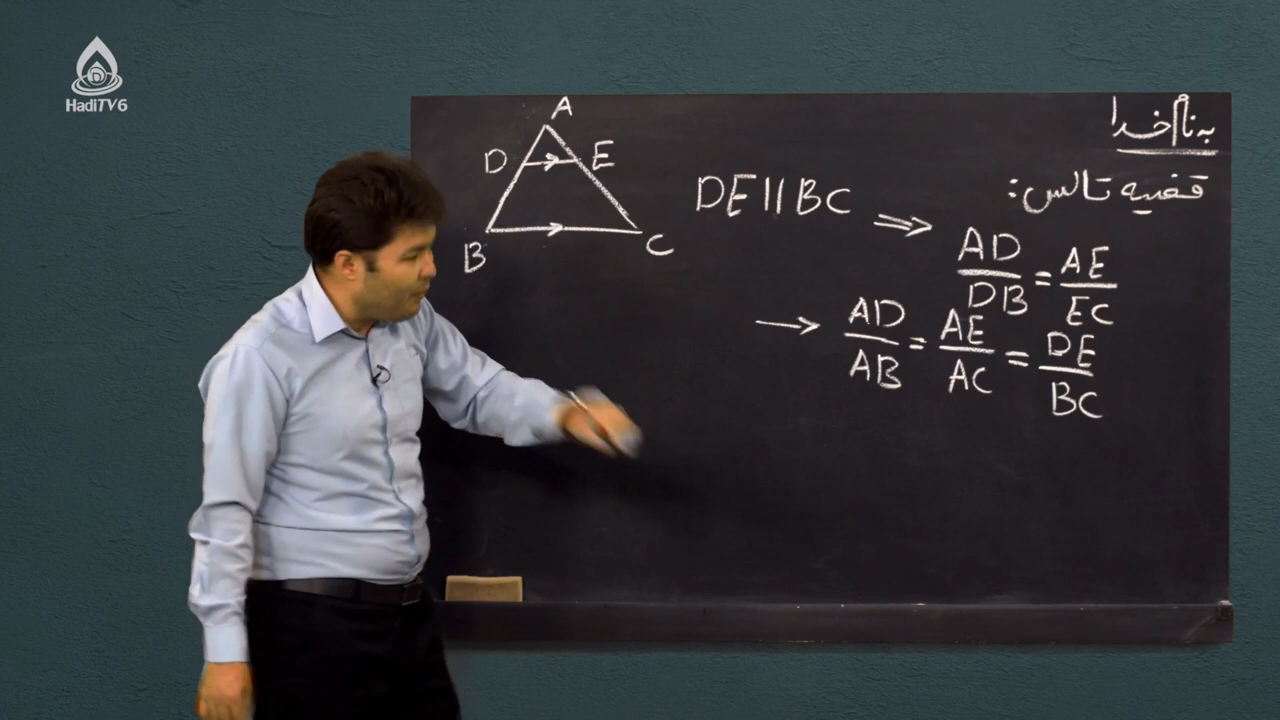 HadiTV6
به نام خدا
قضیه تالس:
A
D E
B C
DE || BC ⇒
AD/DB = AE/EC
→ AD/AB = AE/AC = DE/BC